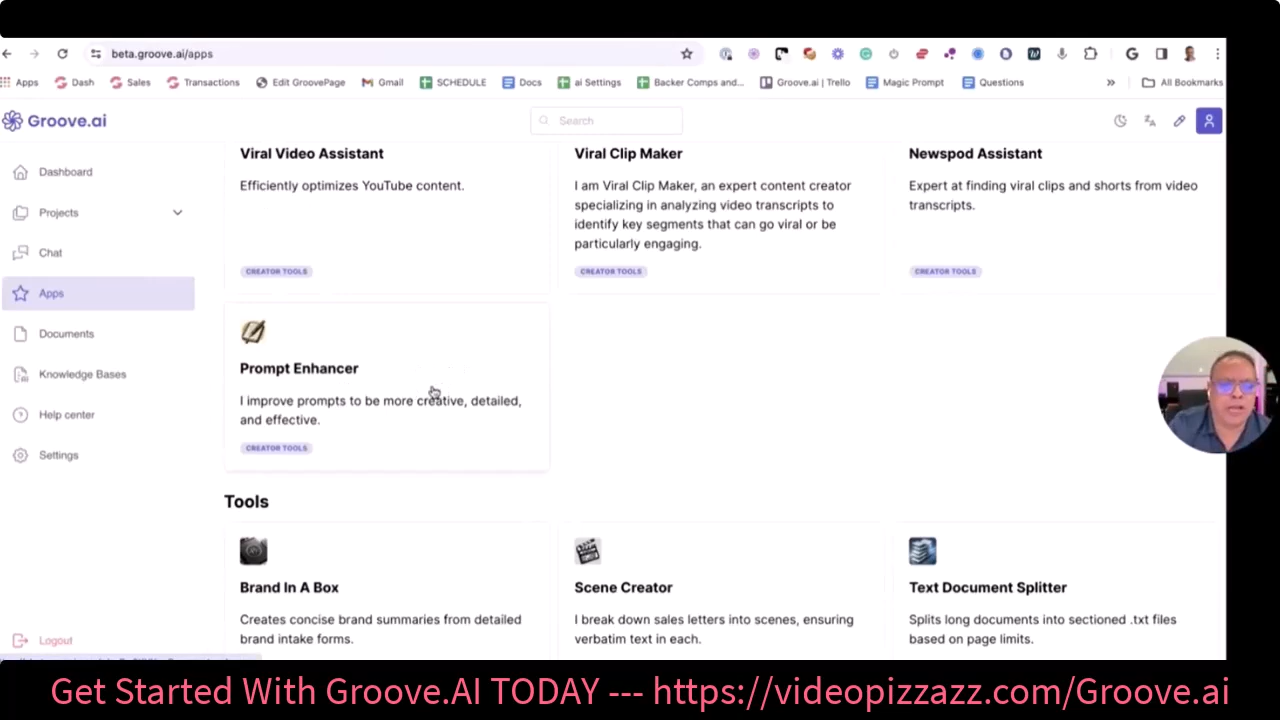 beta.groove.ai/apps
Apps Dash Sales Transactions Edit GroovePage Gmail SCHEDULE Docs ai Settings Backer Comps and... Groove.ai | Trello Magic Prompt Questions » All Bookmarks
Groove.ai
Search
Dashboard
Projects
Chat
Apps
Documents
Knowledge Bases
Help center
Settings
Logout
Viral Video Assistant
Efficiently optimizes YouTube content.
CREATOR TOOLS
Viral Clip Maker
I am Viral Clip Maker, an expert content creator
specializing in analyzing video transcripts to
identify key segments that can go viral or be
particularly engaging.
CREATOR TOOLS
Newspod Assistant
Expert at finding viral clips and shorts from video
transcripts.
CREATOR TOOLS
Prompt Enhancer
I improve prompts to be more creative, detailed,
and effective.
CREATOR TOOLS
Tools
Brand In A Box
Creates concise brand summaries from detailed
brand intake forms.
Scene Creator
I break down sales letters into scenes, ensuring
verbatim text in each.
Text Document Splitter
Splits long documents into sectioned .txt files
based on page limits.
Get Started With Groove.AI TODAY --- https://videopizzazz.com/Groove.ai